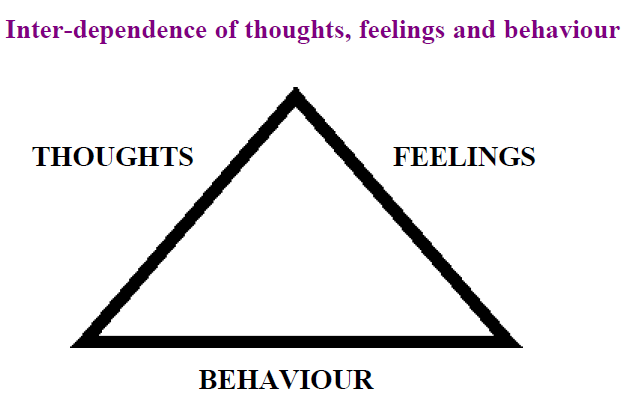 Inter-dependence of thoughts, feelings and behaviour
THOUGHTS
FEELINGS
BEHAVIOUR